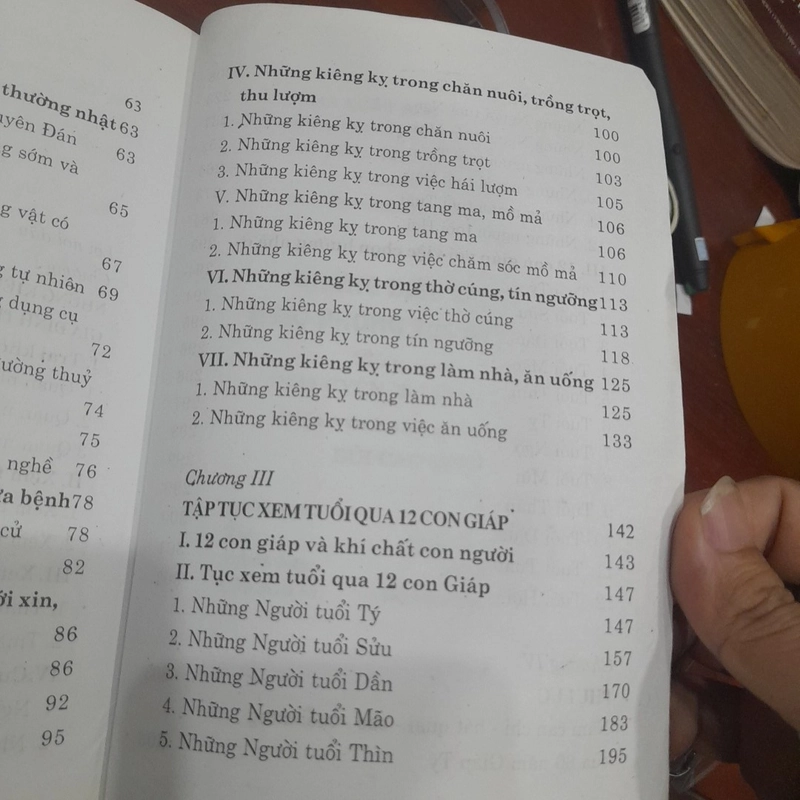 63
thường nhật 63
uyên Đán 63
g sớm và
65
g vật có
67
g tự nhiên 69
dụng cụ
72
đường thuỷ
74
75
nghề 76
ữa bệnh 78
cử 78
82
ới xin,
86
86
92
95
IV. Những kiêng kỵ trong chăn nuôi, trồng trọt,
thu lượm 100
1. Những kiêng kỵ trong chăn nuôi 100
2. Những kiêng kỵ trong trồng trọt 103
3. Những kiêng kỵ trong việc hái lượm 105
V. Những kiêng kỵ trong tang ma, mồ mả 106
1. Những kiêng kỵ trong tang ma 106
2. Những kiêng kỵ trong việc chăm sóc mồ mả 110
VI. Những kiêng kỵ trong thờ cúng, tín ngưỡng 113
1. Những kiêng kỵ trong việc thờ cúng 113
2. Những kiêng kỵ trong tín ngưỡng 118
VII. Những kiêng kỵ trong làm nhà, ăn uống 125
1. Những kiêng kỵ trong làm nhà 125
2. Những kiêng kỵ trong việc ăn uống 133
Chương III
TẬP TỤC XEM TUỔI QUA 12 CON GIÁP 142
I. 12 con giáp và khí chất con người 143
II. Tục xem tuổi qua 12 con Giáp 147
1. Những Người tuổi Tý 147
2. Những Người tuổi Sửu 157
3. Những Người tuổi Dần 170
4. Những Người tuổi Mão 183
5. Những Người tuổi Thìn 195